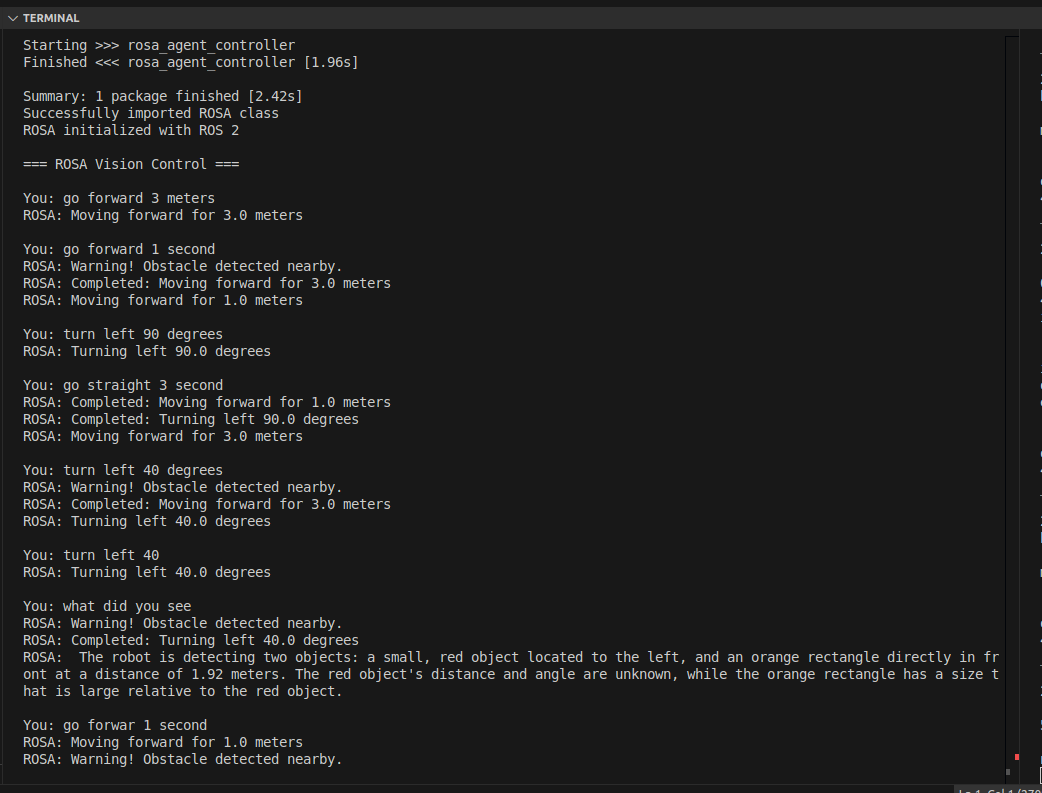 TERMINAL
Starting >>> rosa_agent_controller
Finished <<< rosa_agent_controller [1.96s]
Summary: 1 package finished [2.42s]
Successfully imported ROSA class
ROSA initialized with ROS 2
=== ROSA Vision Control ===
You: go forward 3 meters
ROSA: Moving forward for 3.0 meters
You: go forward 1 second
ROSA: Warning! Obstacle detected nearby.
ROSA: Completed: Moving forward for 3.0 meters
ROSA: Moving forward for 1.0 meters
You: turn left 90 degrees
ROSA: Turning left 90.0 degrees
You: go straight 3 second
ROSA: Completed: Moving forward for 1.0 meters
ROSA: Completed: Turning left 90.0 degrees
ROSA: Moving forward for 3.0 meters
You: turn left 40 degrees
ROSA: Warning! Obstacle detected nearby.
ROSA: Completed: Moving forward for 3.0 meters
ROSA: Turning left 40.0 degrees
You: turn left 40
ROSA: Turning left 40.0 degrees
You: what did you see
ROSA: Warning! Obstacle detected nearby.
ROSA: Completed: Turning left 40.0 degrees
ROSA:  The robot is detecting two objects: a small, red object located to the left, and an orange rectangle directly in fr
ont at a distance of 1.92 meters. The red object's distance and angle are unknown, while the orange rectangle has a size t
hat is large relative to the red object.
You: go forwar 1 second
ROSA: Moving forward for 1.0 meters
ROSA: Warning! Obstacle detected nearby.